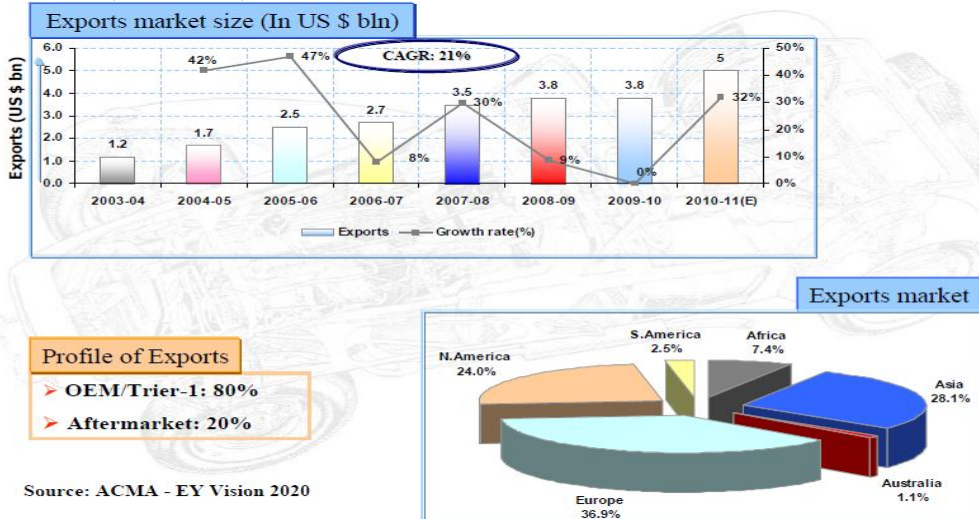 Exports market size (In US $ bln)
Exports (US $ bn)
6.0
5.0
4.0
3.0
2.0
1.0
0.0
50%
40%
30%
20%
10%
0%
CAGR: 21%
42%
47%
8%
30%
9%
0%
32%
1.2
1.7
2.5
2.7
3.5
3.8
3.8
5
2003-04 2004-05 2005-06 2006-07 2007-08 2008-09 2009-10 2010-11(E)
Exports Growth rate(%)
Exports market
Profile of Exports
OEM/Trier-1: 80%
Aftermarket: 20%
Source: ACMA - EY Vision 2020
N.America
24.0%
S.America
2.5%
Africa
7.4%
Asia
28.1%
Australia
1.1%
Europe
36.9%